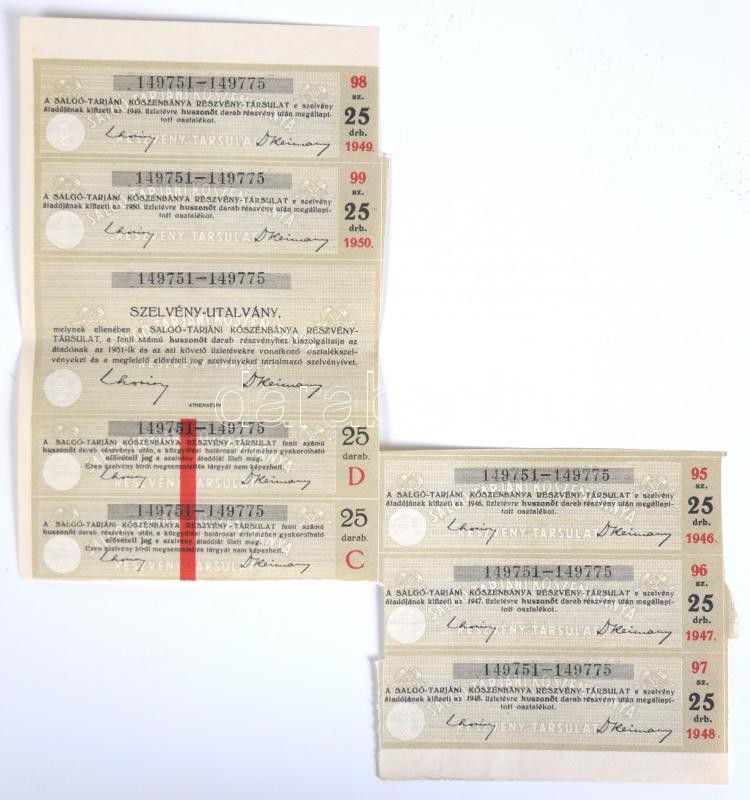 149751—149775
98
sz.
A SALGÓ-TARJÁNI KŐSZÉNBÁNYA RÉSZVÉNY-TÁRSULAT e szelvény
átadójának kifizeti az 1949. üzletévre huszonöt darab részvény után megállapí-
tott osztalékot.
25
drb.
1949.
149751—149775
99
sz.
A SALGÓ-TARJÁNI KŐSZÉNBÁNYA RÉSZVÉNY-TÁRSULAT e szelvény
átadójának kifizeti az 1950. üzletévre huszonöt darab részvény után megállapí-
tott osztalékot.
25
drb.
1950.
149751—149775
SZELVÉNY-UTALVÁNY,
melynek ellenében a SALGÓ-TARJÁNI KŐSZÉNBÁNYA RÉSZVÉNY-
TÁRSULAT, a fenti számú huszonöt darab részvényhez kiszolgáltatja az
átadónak az 1951-ik és az azt követő üzletévekre vonatkozó osztalékszel-
vényeket és a megfelelő elővételi jog szelvényeket tartalmazó szelvényívet.
ATHENAEUM
149751—149775
A SALGÓ-TARJÁNI KŐSZÉNBÁNYA RÉSZVÉNY-TÁRSULAT fenti számú
huszonöt darab részvénye után, a közgyűlési határozat értelmében gyakorolható
elővételi jog e szelvény átadóját illeti meg.
Ezen szelvény bírói megsemmisítés tárgyát nem képezheti.
25
darab.
D
149751—149775
A SALGÓ-TARJÁNI KŐSZÉNBÁNYA RÉSZVÉNY-TÁRSULAT fenti számú
huszonöt darab részvénye után, a közgyűlési határozat értelmében gyakorolható
elővételi jog e szelvény átadóját illeti meg.
Ezen szelvény bírói megsemmisítés tárgyát nem képezheti.
25
darab.
C
149751—149775
95
sz.
A SALGÓ-TARJÁNI KŐSZÉNBÁNYA RÉSZVÉNY-TÁRSULAT e szelvény
átadójának kifizeti az 1946. üzletévre huszonöt darab részvény után megállapí-
tott osztalékot.
25
drb.
1946.
149751—149775
96
sz.
A SALGÓ-TARJÁNI KŐSZÉNBÁNYA RÉSZVÉNY-TÁRSULAT e szelvény
átadójának kifizeti az 1947. üzletévre huszonöt darab részvény után megállapí-
tott osztalékot.
25
drb.
1947.
149751—149775
97
sz.
A SALGÓ-TARJÁNI KŐSZÉNBÁNYA RÉSZVÉNY-TÁRSULAT e szelvény
átadójának kifizeti az 1948. üzletévre huszonöt darab részvény után megállapí-
tott osztalékot.
25
drb.
1948.